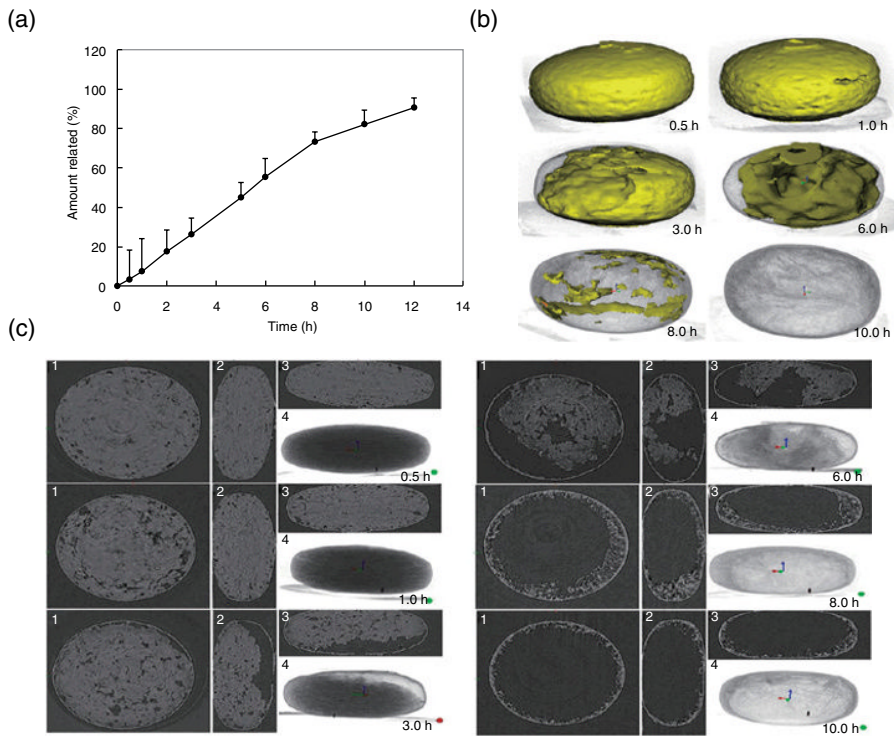 (a)
120
100
80
60
40
20
0
Amount related (%)
0 2 4 6 8 10 12 14
Time (h)
(b)
0.5 h 1.0 h
3.0 h 6.0 h
8.0 h 10.0 h
(c)
1 2 3
4
0.5 h
1 2 3
4
1.0 h
1 2 3
4
3.0 h
1 2 3
4
6.0 h
1 2 3
4
8.0 h
1 2 3
4
10.0 h